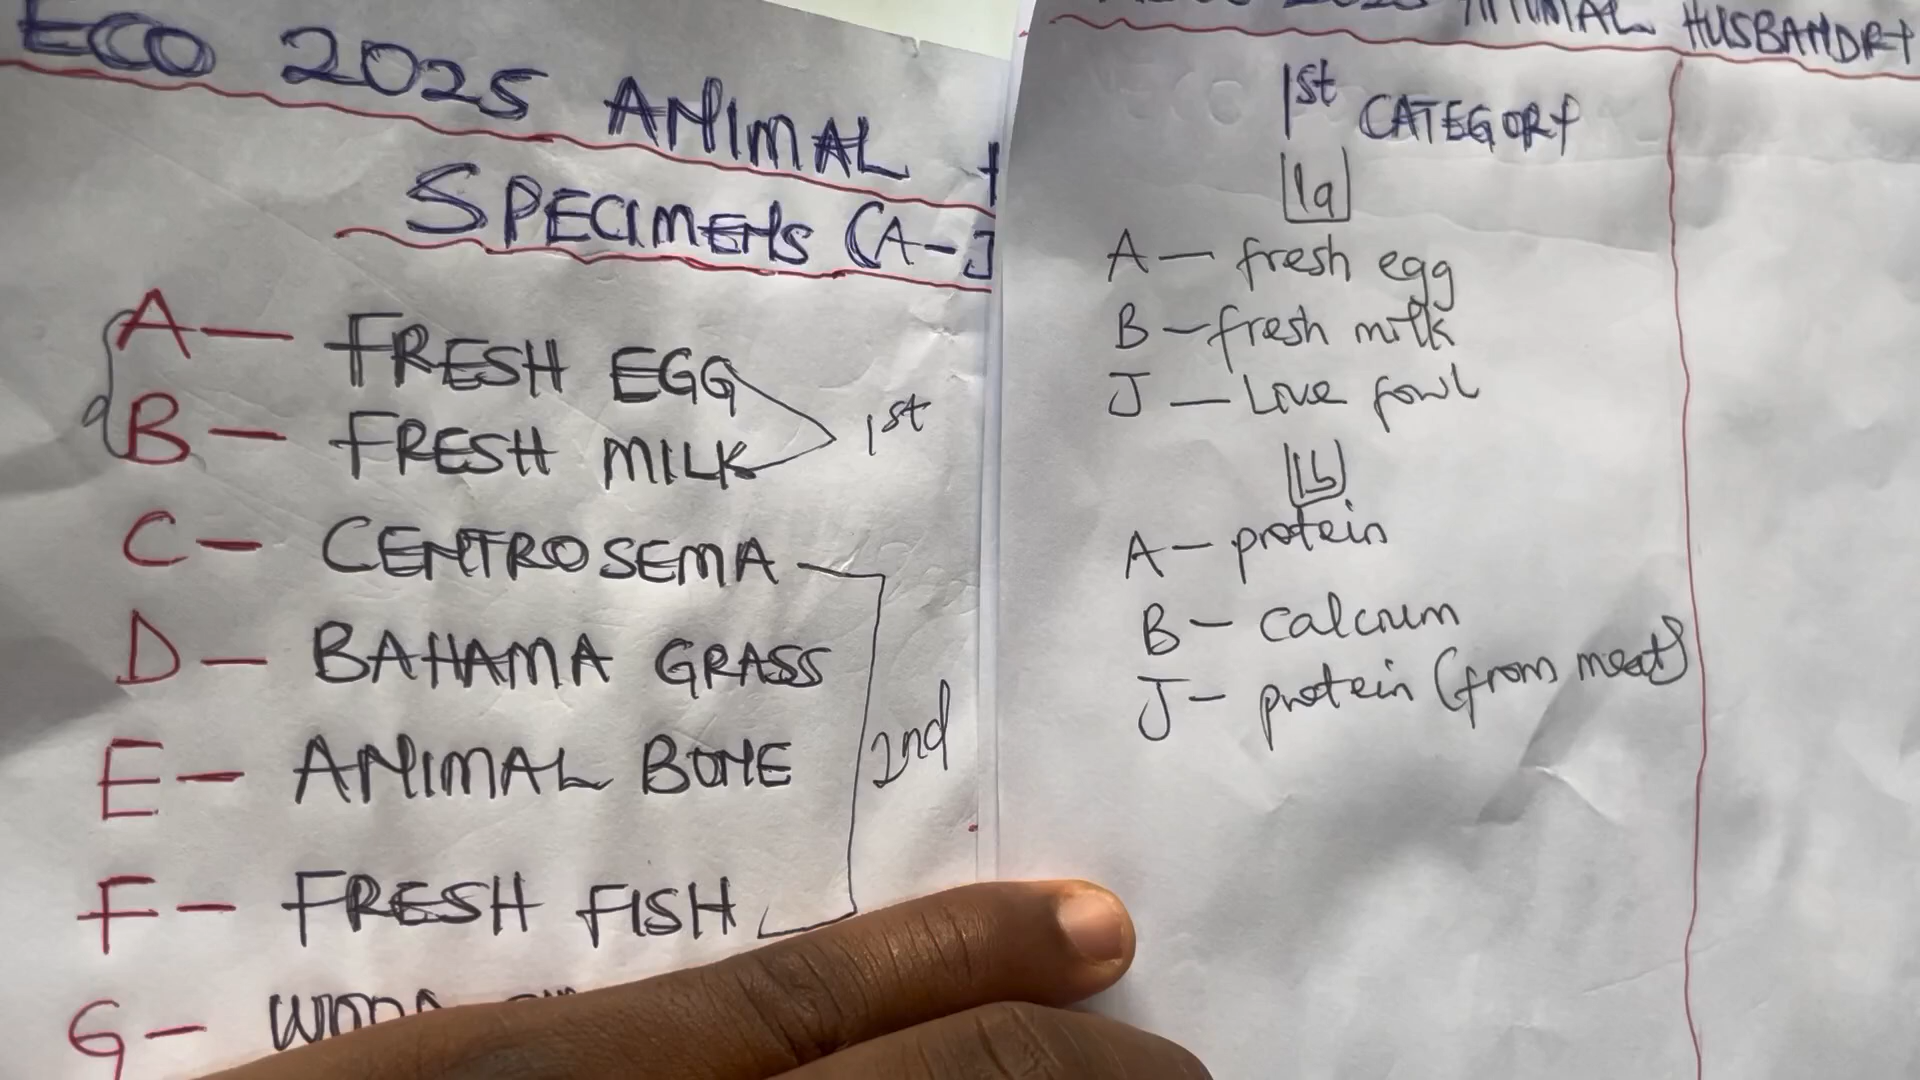 ECO 2025 ANIMAL
SPECIMENS (A-J
A — FRESH EGG
B — FRESH MILK
1st
C — CENTROSEMA
D — BAHAMA GRASS
E — ANIMAL BONE
F — FRESH FISH
2nd
G —
2025 ANIMAL HUSBANDRY
1st CATEGORY
1a
A — fresh egg
B — fresh milk
J — Live fowl
1b
A — protein
B — calcium
J — protein (from meat)